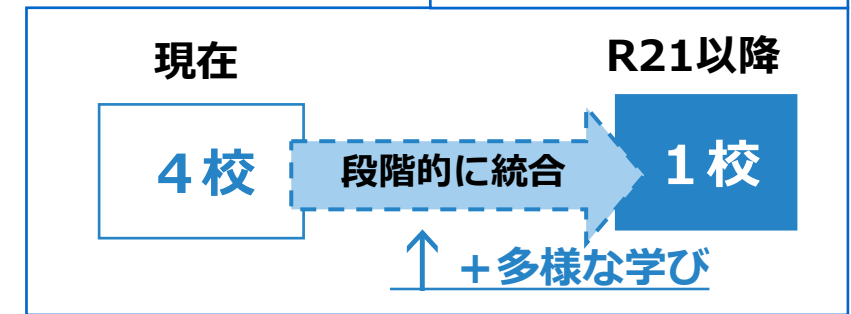 現在
R21以降
４校
段階的に統合
１校
＋多様な学び